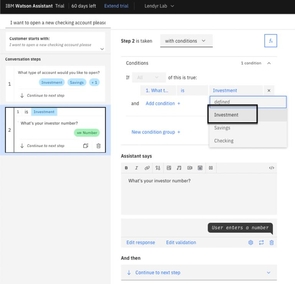 IBM Watson Assistant Trial 60 days left Extend trial Lendyr Lab
I want to open a new checking account please
Customer starts with:
I want to open a new checking account please
Conversation steps
1
What type of account would you like to open?
Investment Savings + 1
Continue to next step
2
1 is Investment
What's your investor number?
Number
Continue to next step
Step 2 is taken with conditions
Conditions 1 condition
If All of this is true:
1. What t... is Investment
and Add condition +
defined
Investment
Savings
Checking
New condition group +
Assistant says
What's your investor number?
User enters a number
Edit response Edit validation
And then
Continue to next step